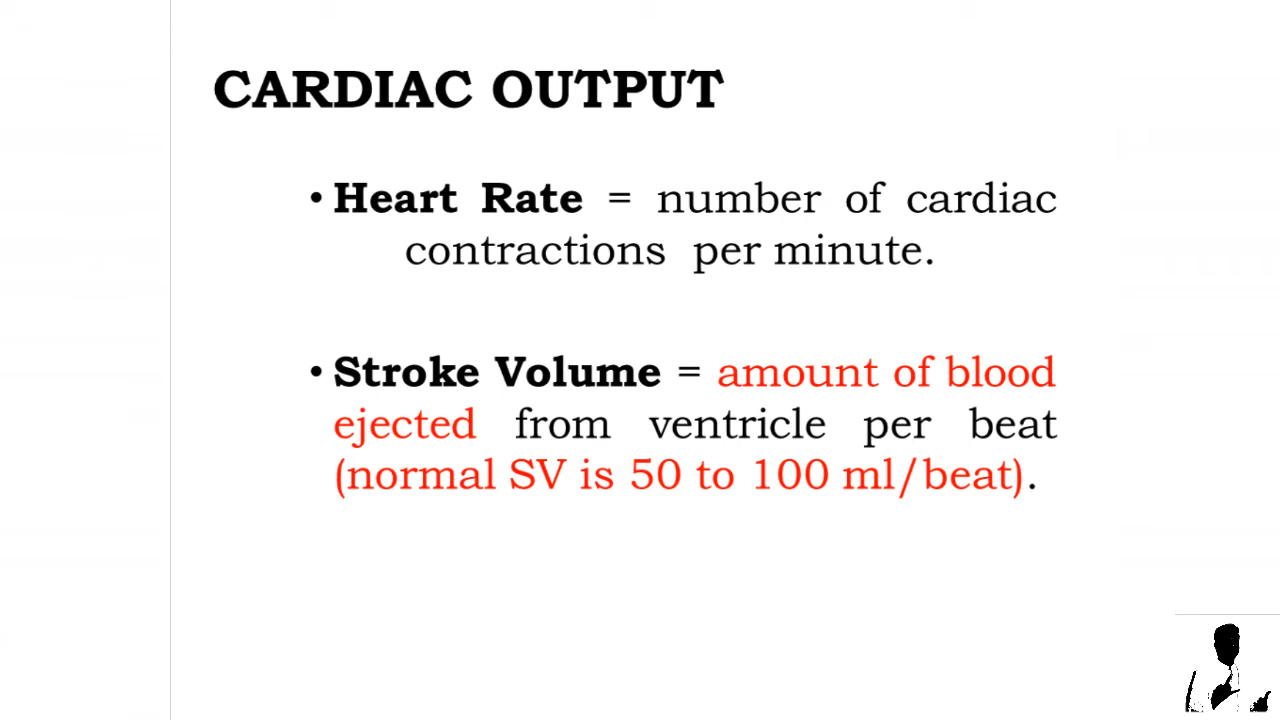 CARDIAC OUTPUT
• Heart Rate = number of cardiac
contractions per minute.
• Stroke Volume = amount of blood
ejected from ventricle per beat
(normal SV is 50 to 100 ml/beat).